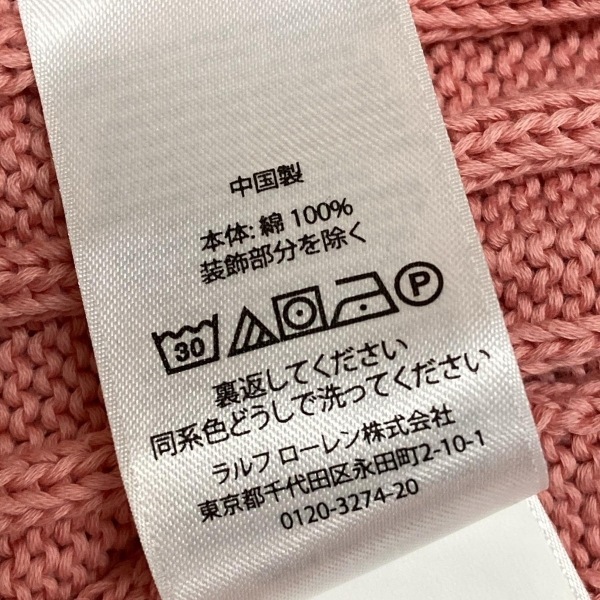 中国製
本体: 綿 100%
装飾部分を除く
30 P
裏返してください
同系色どうしで洗ってください
ラルフ ローレン株式会社
東京都千代田区永田町2-10-1
0120-3274-20